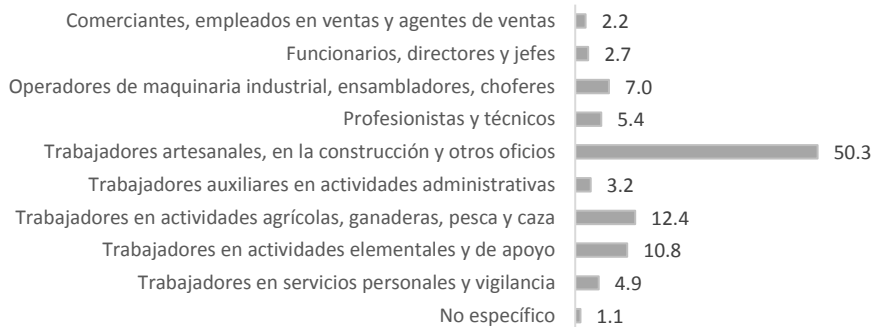 Comerciantes, empleados en ventas y agentes de ventas 2.2
Funcionarios, directores y jefes 2.7
Operadores de maquinaria industrial, ensambladores, choferes 7.0
Profesionistas y técnicos 5.4
Trabajadores artesanales, en la construcción y otros oficios 50.3
Trabajadores auxiliares en actividades administrativas 3.2
Trabajadores en actividades agrícolas, ganaderas, pesca y caza 12.4
Trabajadores en actividades elementales y de apoyo 10.8
Trabajadores en servicios personales y vigilancia 4.9
No específico 1.1